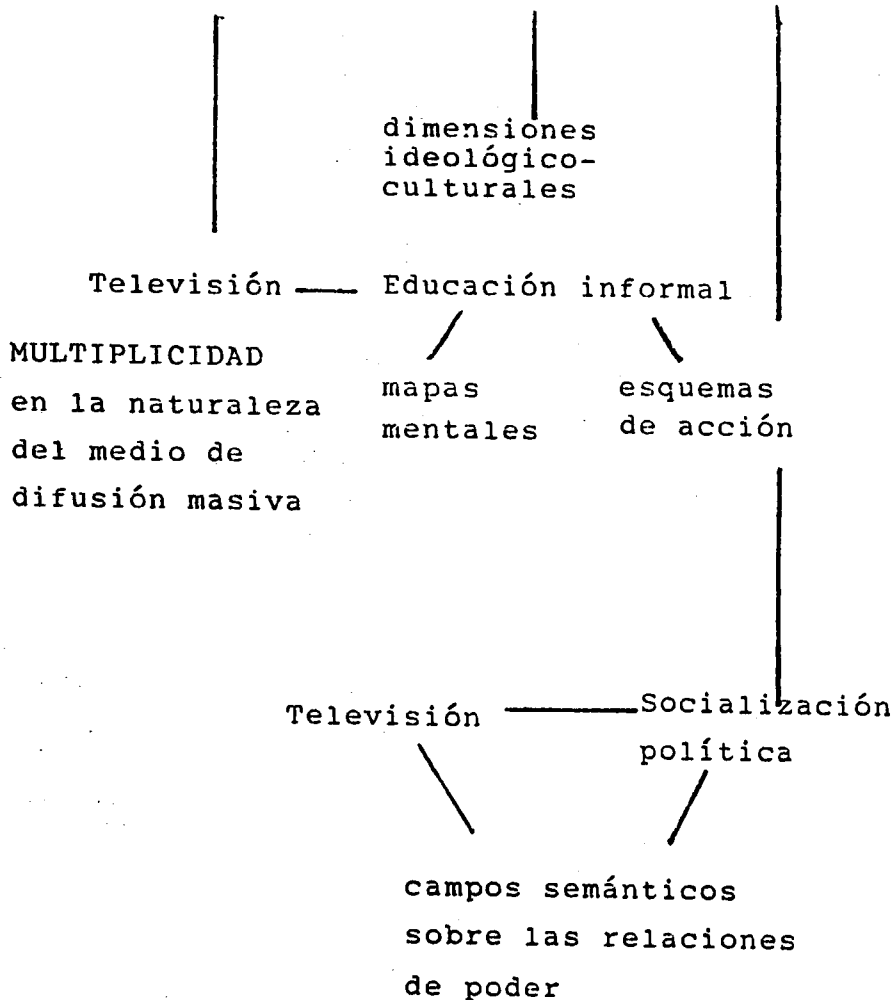 dimensiones
ideológico-
culturales
Televisión Educación informal
MULTIPLICIDAD
en la naturaleza
del medio de
difusión masiva
mapas
mentales
esquemas
de acción
Televisión Socialización
política
campos semánticos
sobre las relaciones
de poder